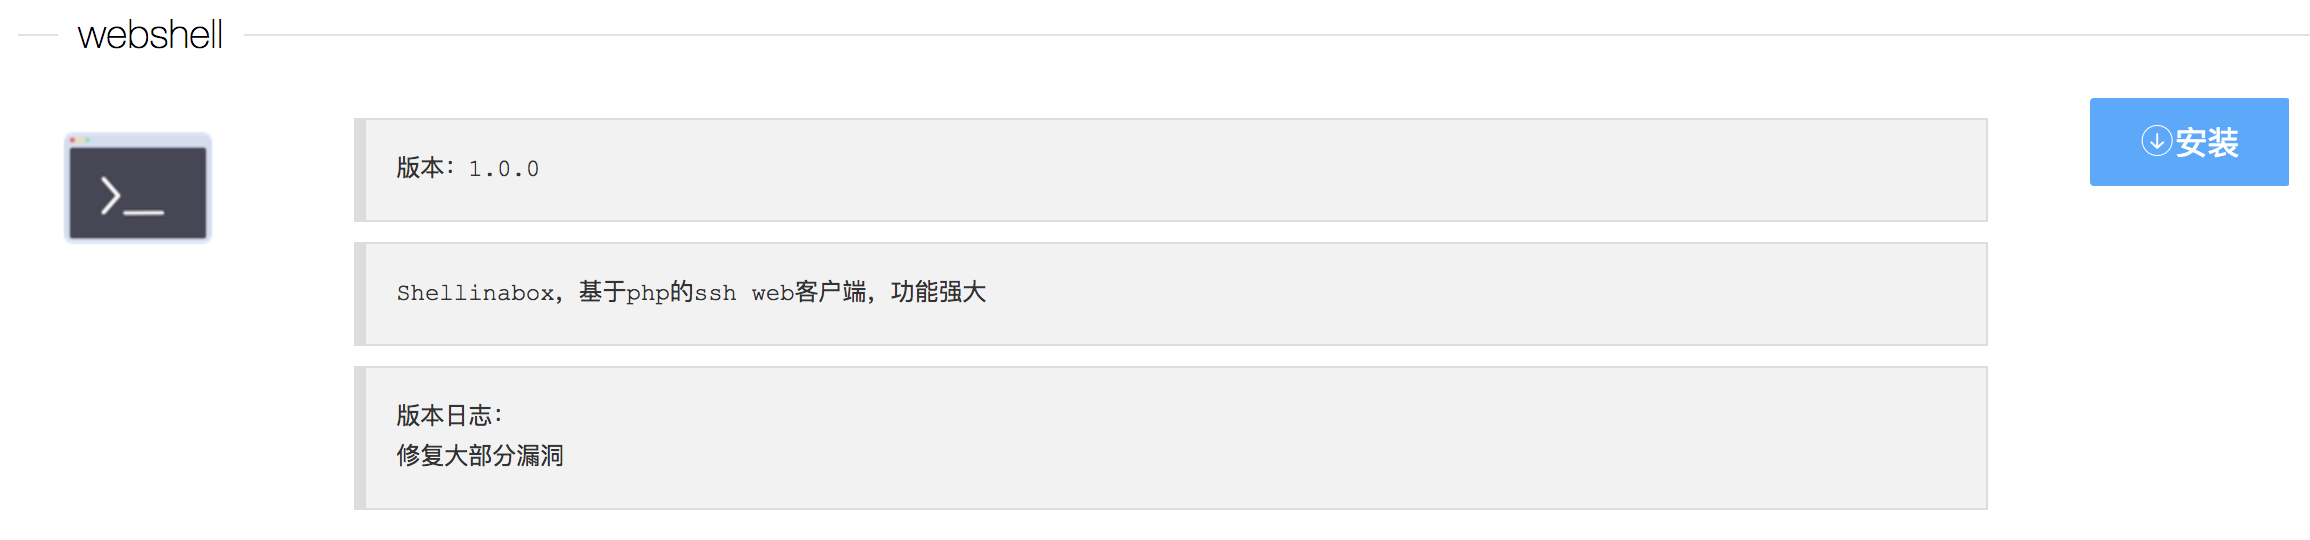 webshell
安装
版本：1.0.0
Shellinabox，基于php的ssh web客户端，功能强大
版本日志：
修复大部分漏洞